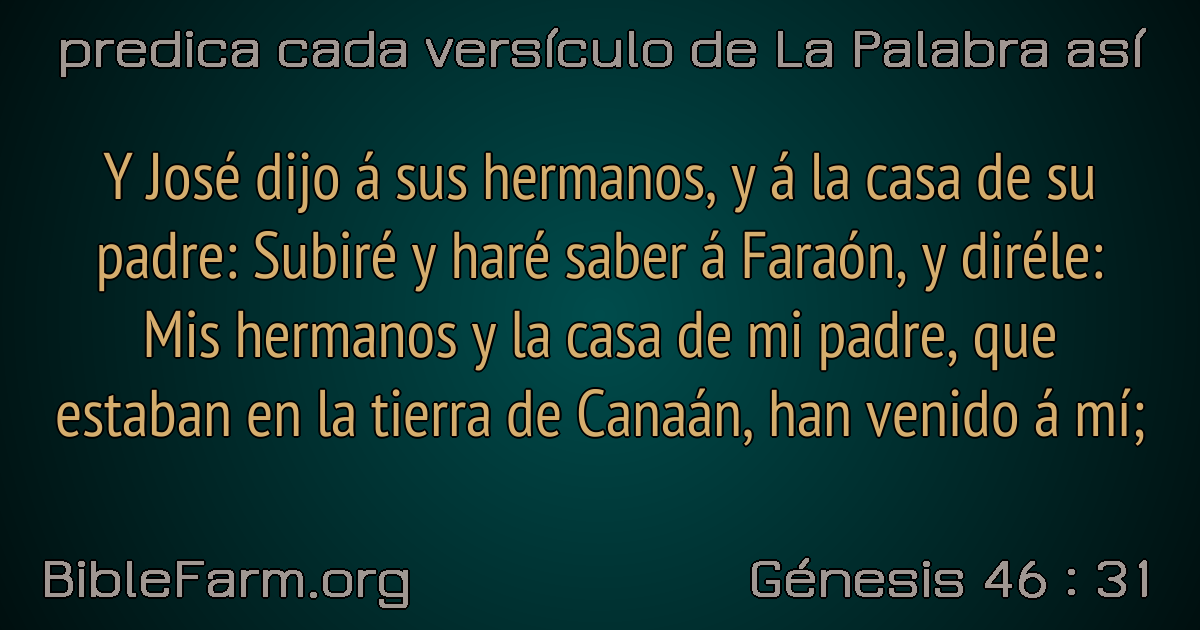 predica cada versículo de La Palabra así
Y José dijo á sus hermanos, y á la casa de su
padre: Subiré y haré saber á Faraón, y diréle:
Mis hermanos y la casa de mi padre, que
estaban en la tierra de Canaán, han venido á mí;
BibleFarm.org
Génesis 46 : 31